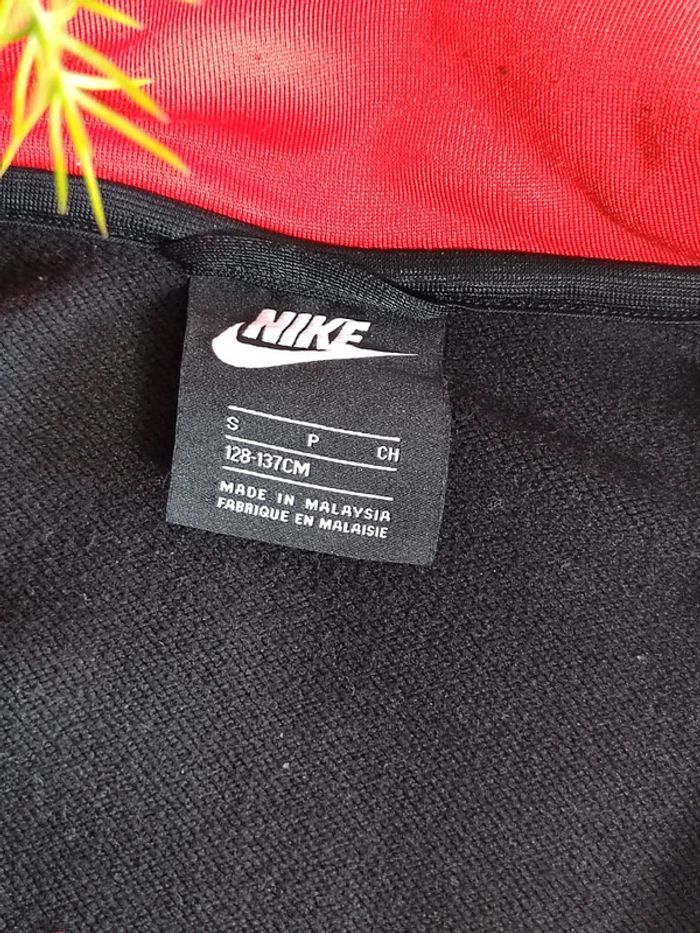 NIKE
S P CH
128-137CM
MADE IN MALAYSIA
FABRIQUE EN MALAISIE